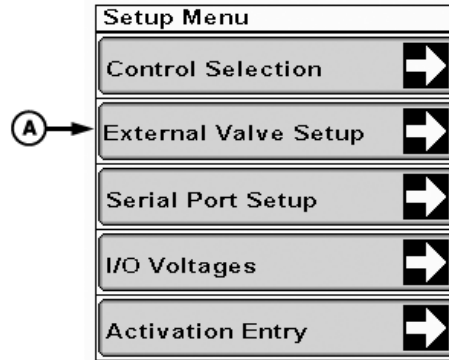 Setup Menu
Control Selection
A
External Valve Setup
Serial Port Setup
I/O Voltages
Activation Entry